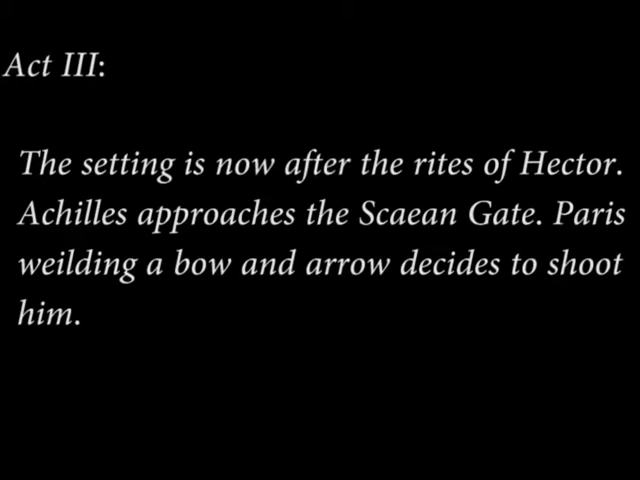 Act III:
The setting is now after the rites of Hector.
Achilles approaches the Scaean Gate. Paris
weilding a bow and arrow decides to shoot
him.